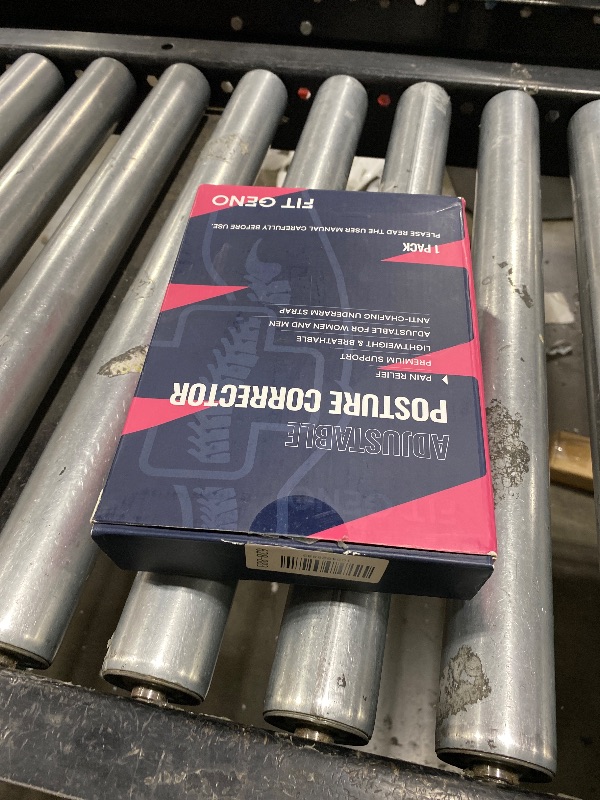 ADJUSTABLE
POSTURE CORRECTOR
PAIN RELIEF
PREMIUM SUPPORT
LIGHTWEIGHT & BREATHABLE
ADJUSTABLE FOR WOMEN AND MEN
ANTI-CHAFING UNDERARM STRAP
1 PACK
PLEASE READ THE USER MANUAL CAREFULLY BEFORE USE.
FIT GENO